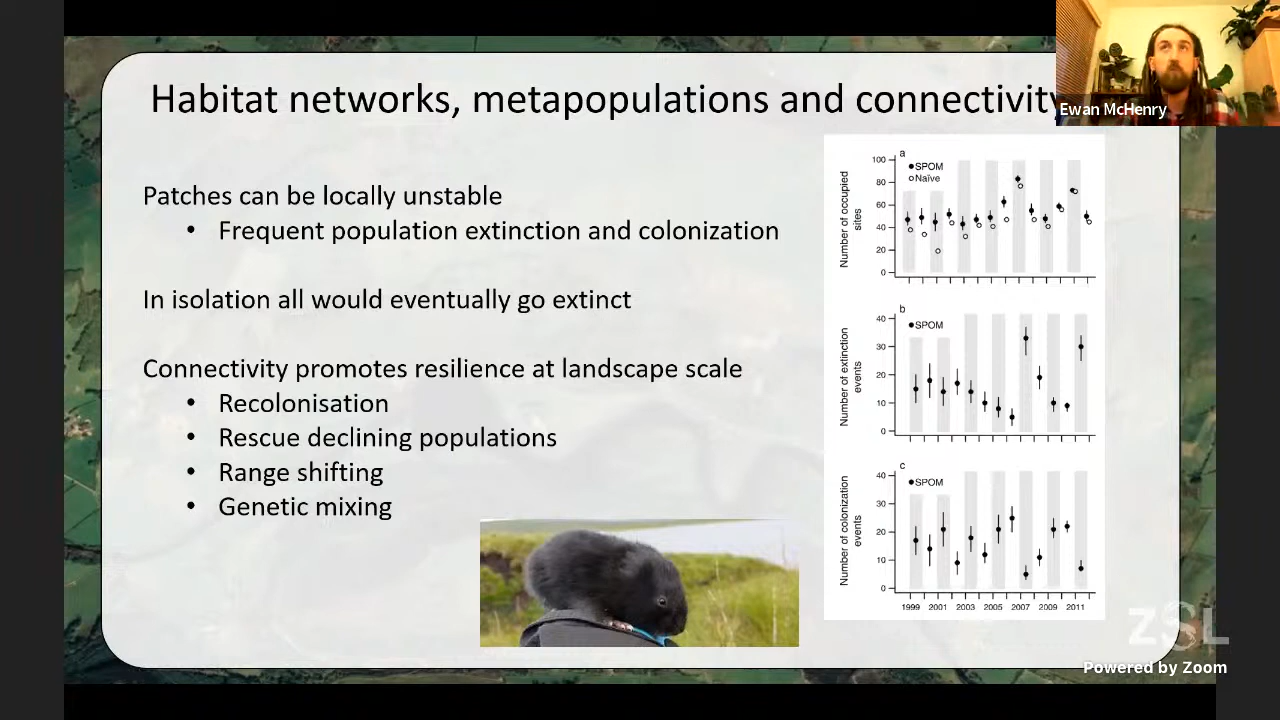 Habitat networks, metapopulations and connectivity
Ewan McHenry
Patches can be locally unstable
• Frequent population extinction and colonization
In isolation all would eventually go extinct
Connectivity promotes resilience at landscape scale
• Recolonisation
• Rescue declining populations
• Range shifting
• Genetic mixing
a
SPOM
Naïve
100
80
60
40
20
0
Number of occupied
sites
b
SPOM
40
30
20
10
0
Number of extinction
events
c
SPOM
40
30
20
10
0
Number of colonization
events
1999 2001 2003 2005 2007 2009 2011
ZSL
Powered by Zoom